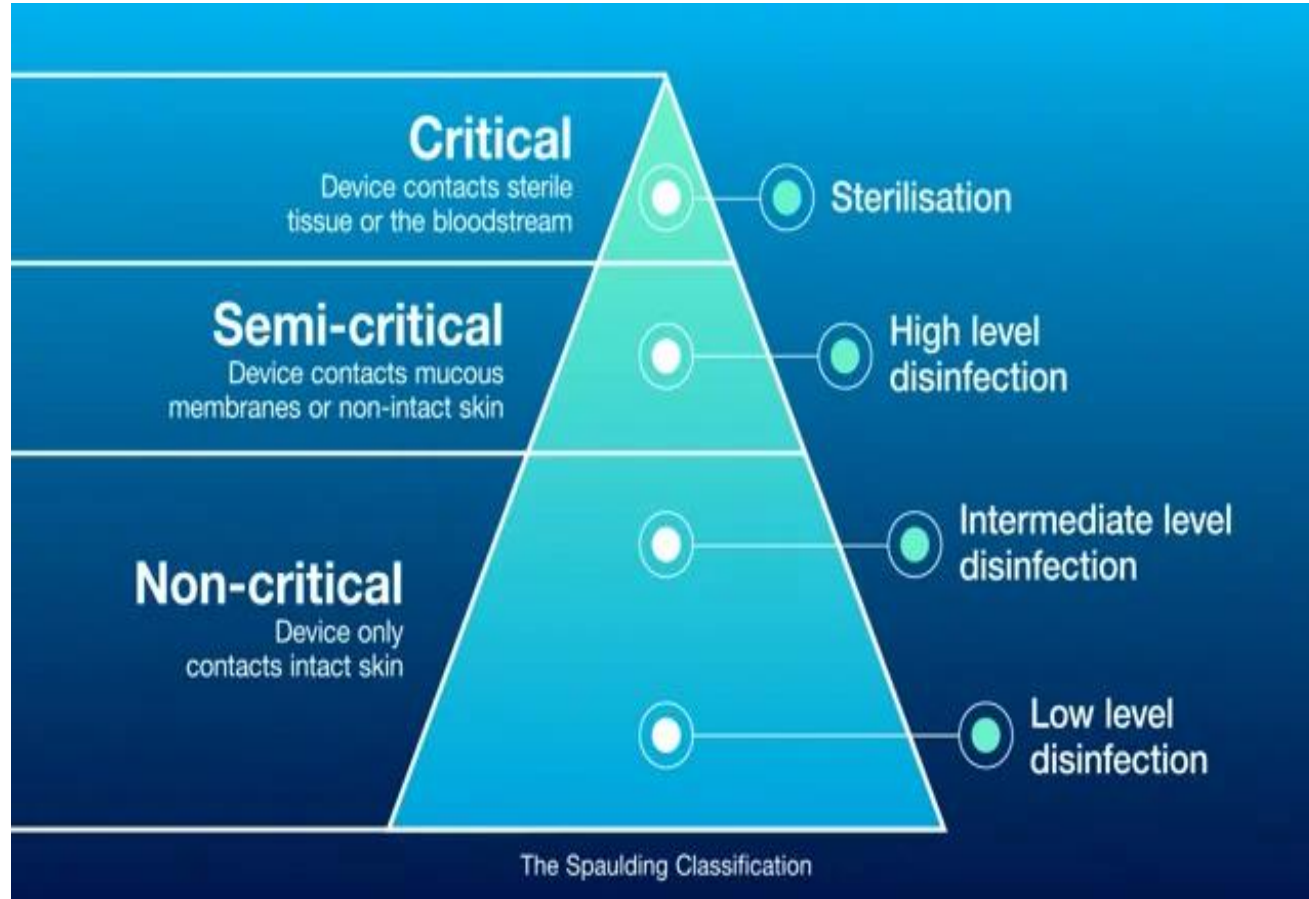 Critical
Device contacts sterile
tissue or the bloodstream
Sterilisation
Semi-critical
Device contacts mucous
membranes or non-intact skin
High level
disinfection
Non-critical
Device only
contacts intact skin
Intermediate level
disinfection
Low level
disinfection
The Spaulding Classification